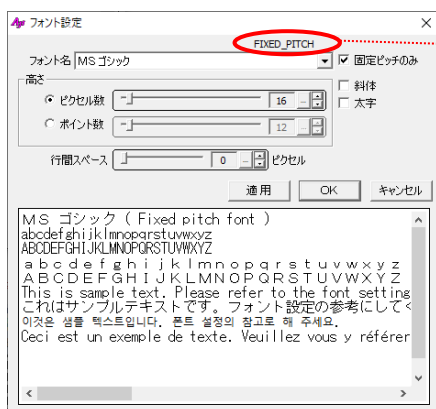 フォント設定
FIXED_PITCH
フォント名 MS ゴシック
固定ピッチのみ
高さ
斜体
ピクセル数 16
太字
ポイント数 12
行間スペース 0 ピクセル
適用 OK キャンセル
ＭＳ ゴシック ( Fixed pitch font )
abcdefghijklmnopqrstuvwxyz
ABCDEFGHIJKLMNOPQRSTUVWXYZ
ａｂｃｄｅｆｇｈｉｊｋｌｍｎｏｐｑｒｓｔｕｖｗｘｙｚ
ＡＢＣＤＥＦＧＨＩＪＫＬＭＮＯＰＱＲＳＴＵＶＷＸＹＺ
This is sample text. Please refer to the font setting
これはサンプルテキストです。フォント設定の参考にして
이것은 샘플 텍스트입니다. 폰트 설정의 참고로 해 주세요.
Ceci est un exemple de texte. Veuillez vous y référer